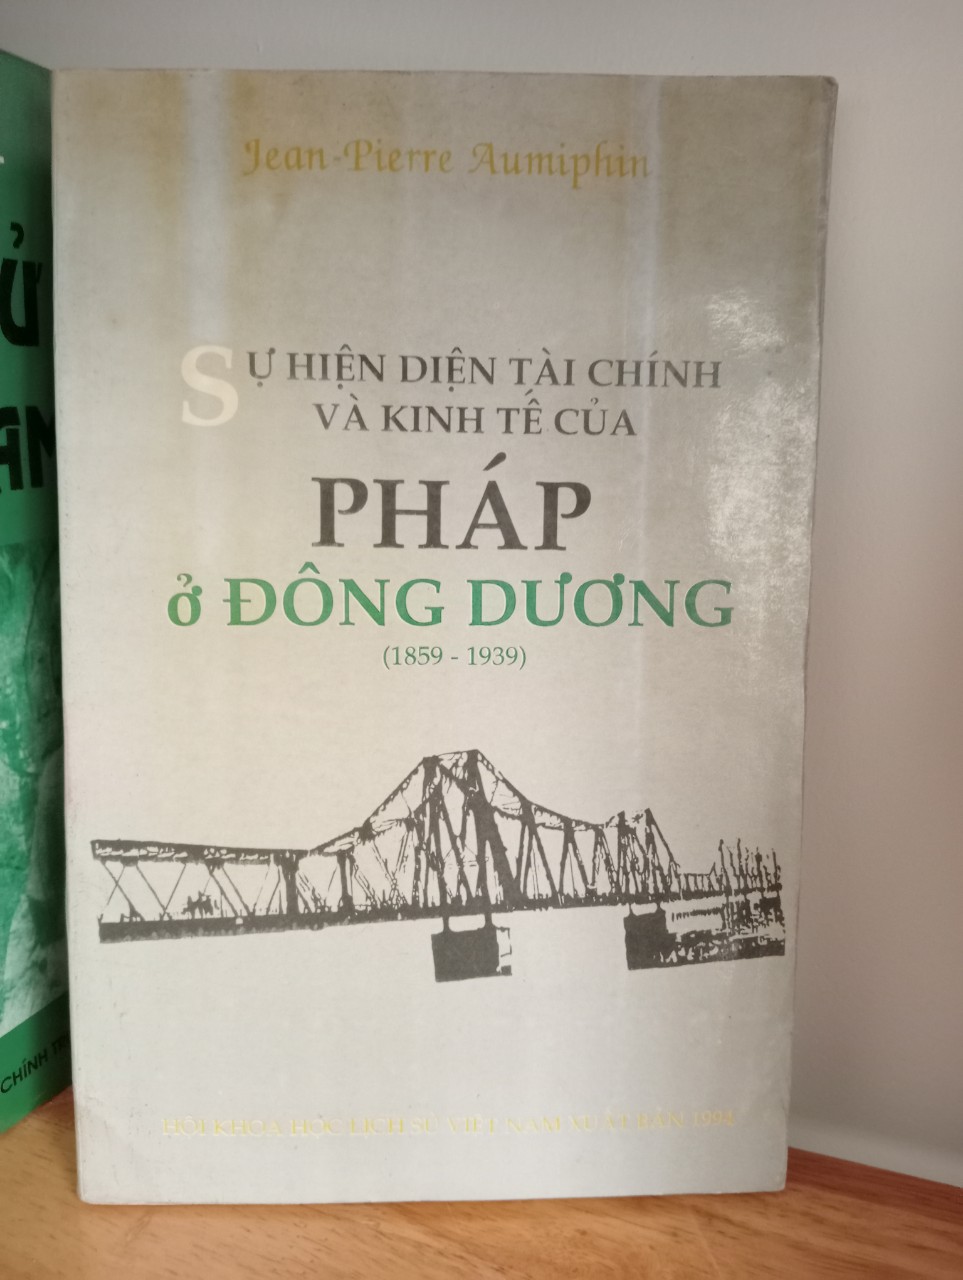 Jean-Pierre Aumiphin
SỰ HIỆN DIỆN TÀI CHÍNH
VÀ KINH TẾ CỦA
PHÁP
ở ĐÔNG DƯƠNG
(1859 - 1939)
HỘI KHOA HỌC LỊCH SỬ VIỆT NAM XUẤT BẢN 1994
Ử
CHÍNH